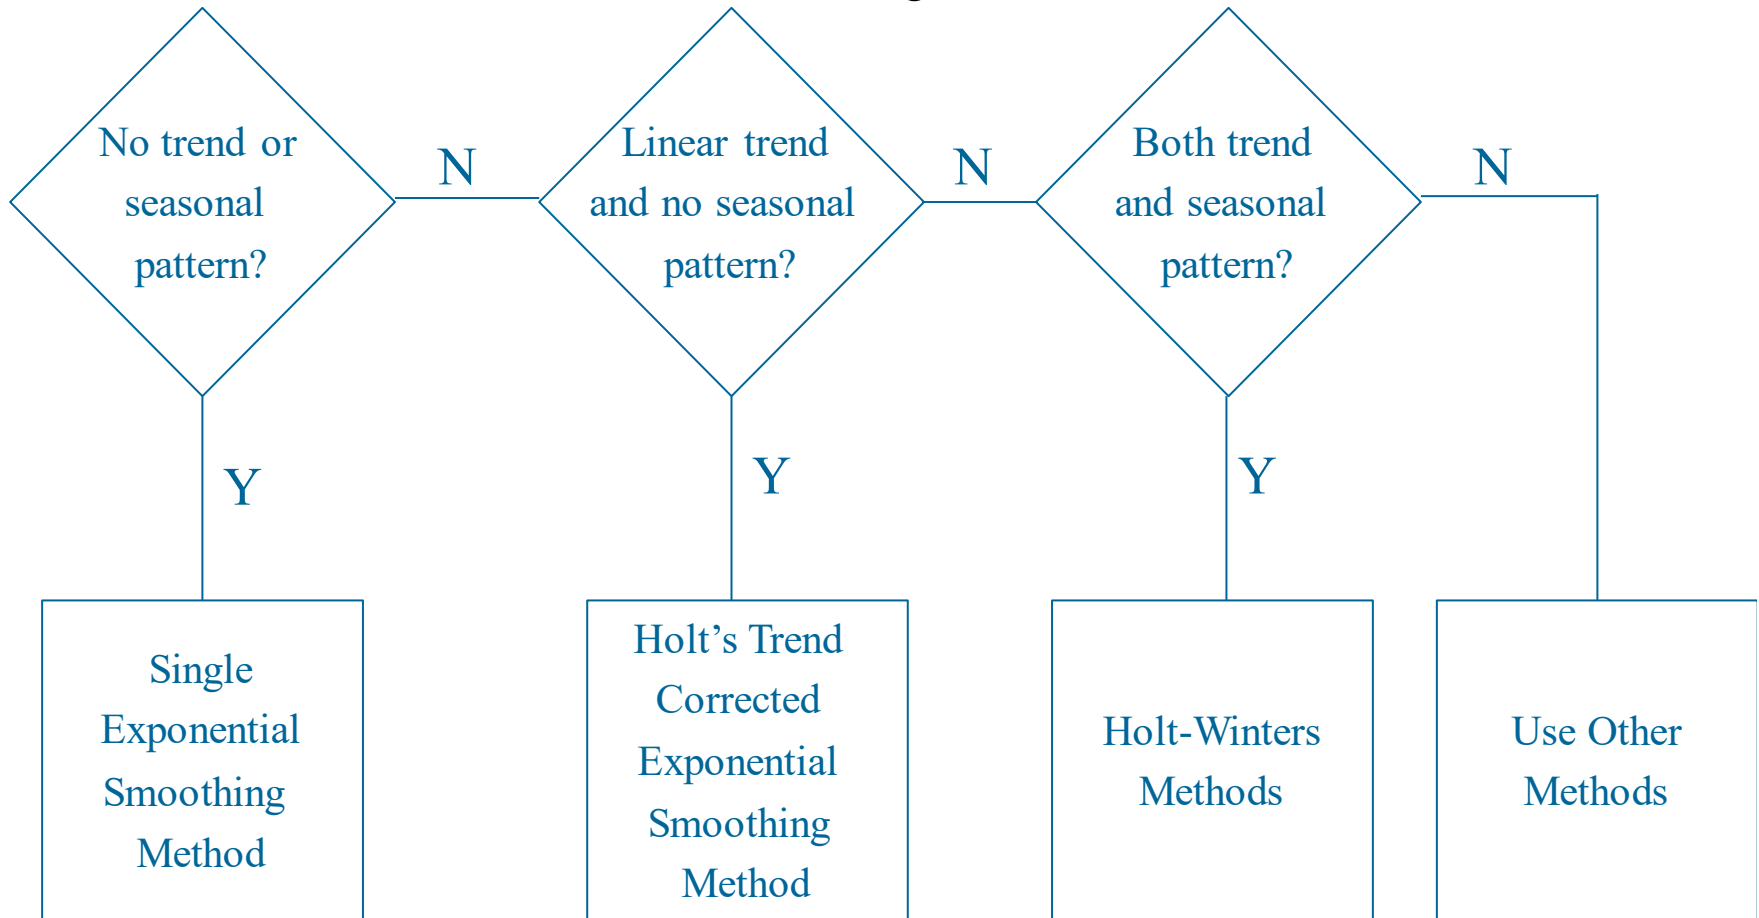 No trend or
seasonal
pattern?
N
Linear trend
and no seasonal
pattern?
N
Both trend
and seasonal
pattern?
N
Y
Y
Y
Single
Exponential
Smoothing
Method
Holt’s Trend
Corrected
Exponential
Smoothing
Method
Holt-Winters
Methods
Use Other
Methods